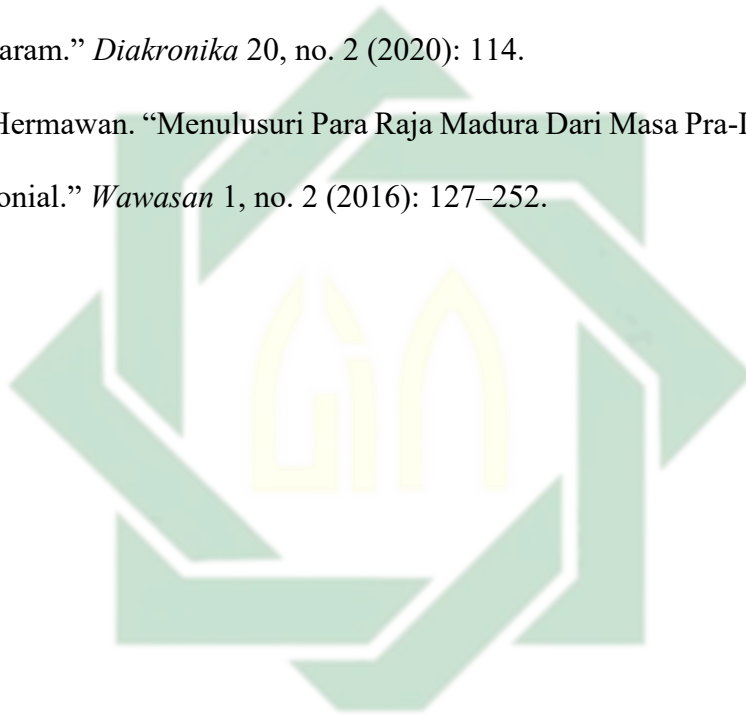 aram.” Diakronika 20, no. 2 (2020): 114.
Hermawan. “Menulusuri Para Raja Madura Dari Masa Pra-I
onial.” Wawasan 1, no. 2 (2016): 127–252.
UIN